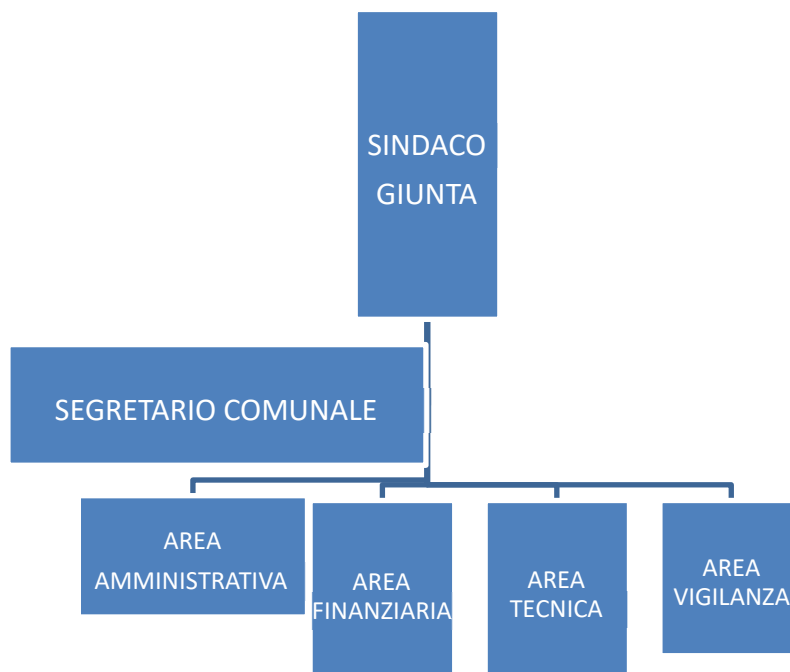 SINDACO
GIUNTA
SEGRETARIO COMUNALE
AREA
AMMINISTRATIVA
AREA
FINANZIARIA
AREA
TECNICA
AREA
VIGILANZA